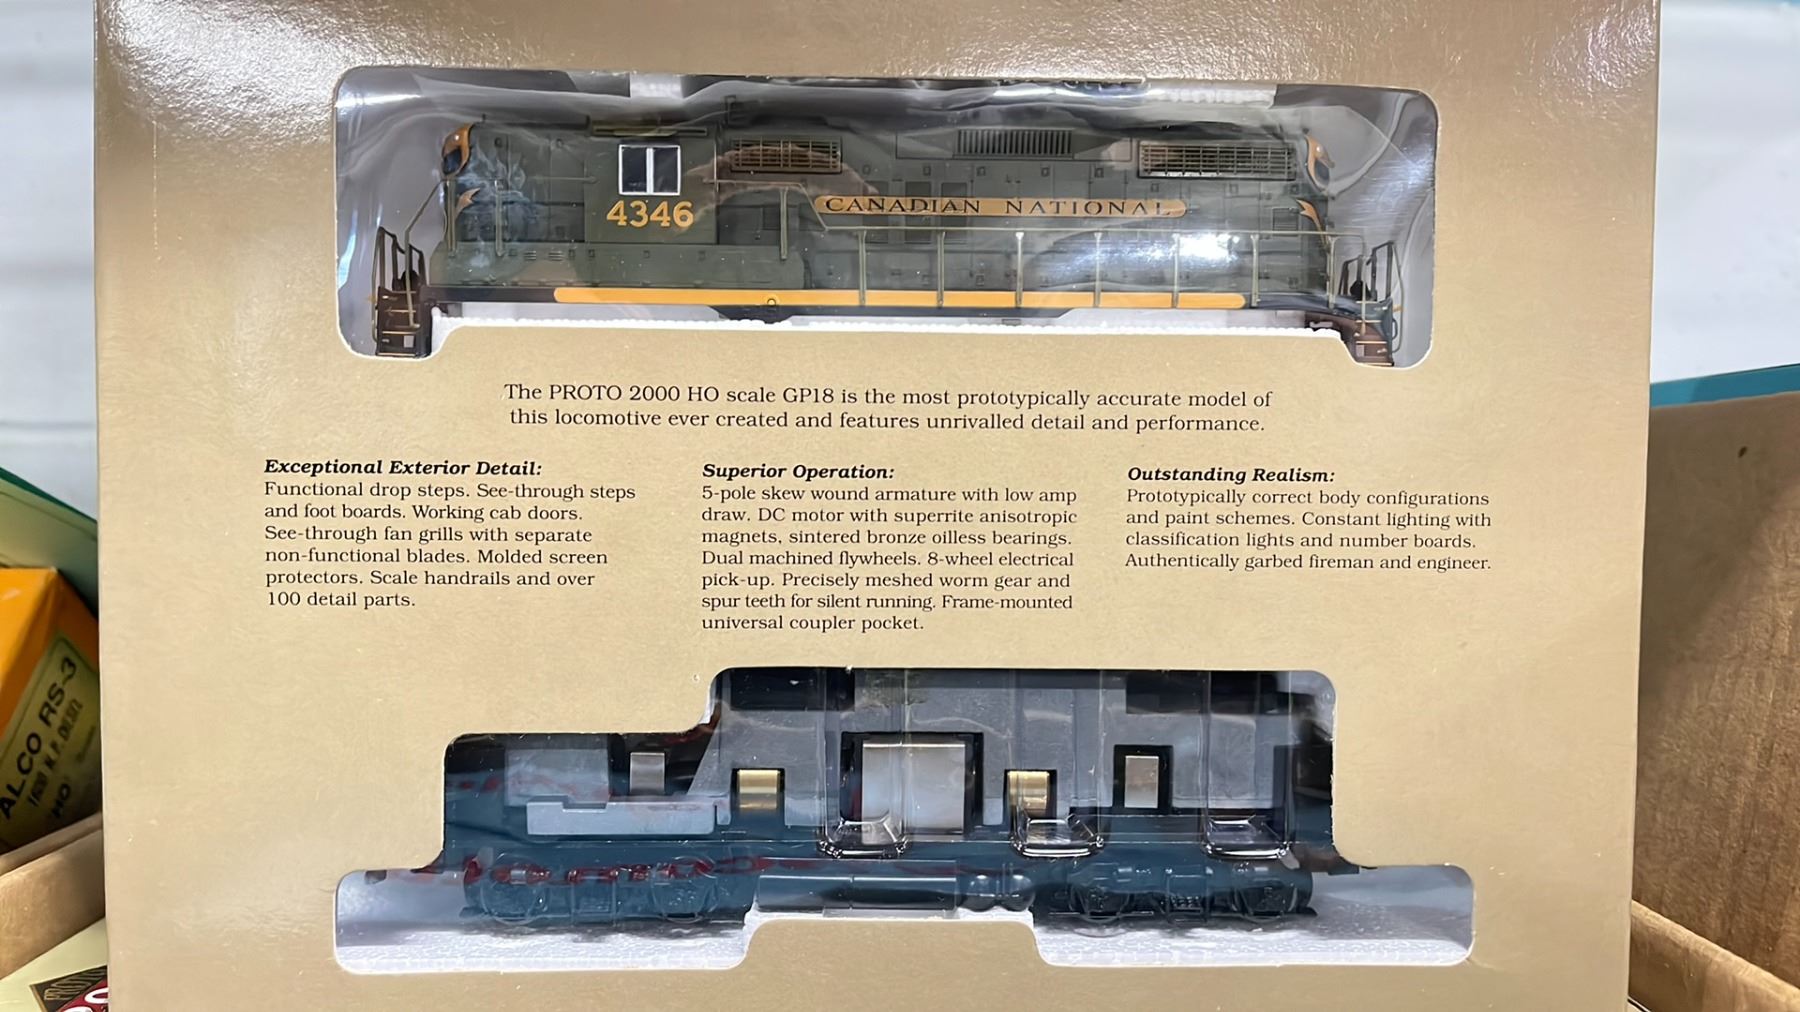 4346
CANADIAN NATIONAL
The PROTO 2000 HO scale GP18 is the most prototypically accurate model of
this locomotive ever created and features unrivalled detail and performance.
Exceptional Exterior Detail:
Functional drop steps. See-through steps
and foot boards. Working cab doors.
See-through fan grills with separate
non-functional blades. Molded screen
protectors. Scale handrails and over
100 detail parts.
Superior Operation:
5-pole skew wound armature with low amp
draw. DC motor with superrite anisotropic
magnets, sintered bronze oilless bearings.
Dual machined flywheels. 8-wheel electrical
pick-up. Precisely meshed worm gear and
spur teeth for silent running. Frame-mounted
universal coupler pocket.
Outstanding Realism:
Prototypically correct body configurations
and paint schemes. Constant lighting with
classification lights and number boards.
Authentically garbed fireman and engineer.
ALCO RS-3
HO
PROTO